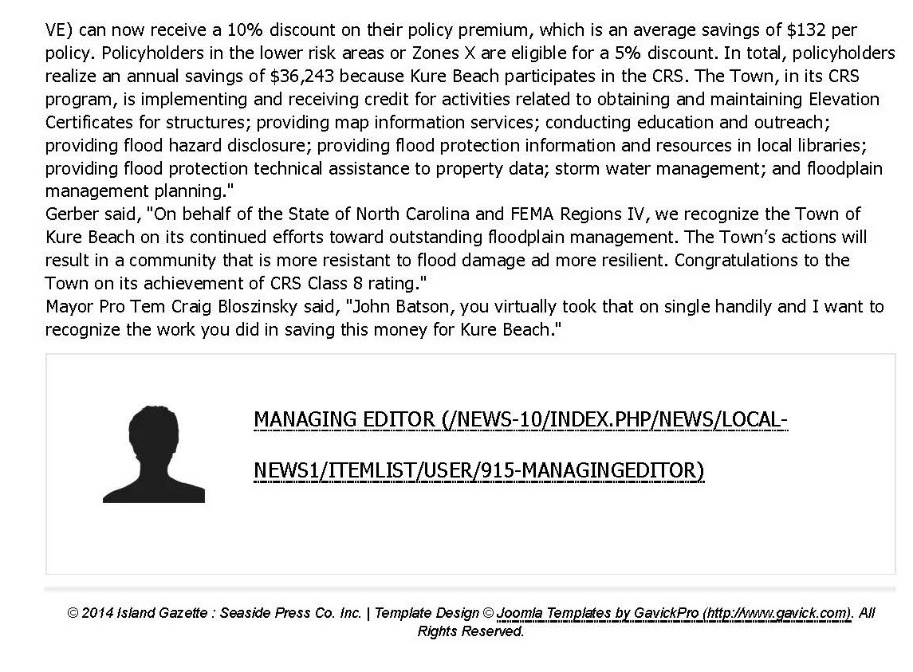 VE) can now receive a 10% discount on their policy premium, which is an average savings of $132 per
policy. Policyholders in the lower risk areas or Zones X are eligible for a 5% discount. In total, policyholders
realize an annual savings of $36,243 because Kure Beach participates in the CRS. The Town, in its CRS
program, is implementing and receiving credit for activities related to obtaining and maintaining Elevation
Certificates for structures; providing map information services; conducting education and outreach;
providing flood hazard disclosure; providing flood protection information and resources in local libraries;
providing flood protection technical assistance to property data; storm water management; and floodplain
management planning."
Gerber said, "On behalf of the State of North Carolina and FEMA Regions IV, we recognize the Town of
Kure Beach on its continued efforts toward outstanding floodplain management. The Town's actions will
result in a community that is more resistant to flood damage ad more resilient. Congratulations to the
Town on its achievement of CRS Class 8 rating."
Mayor Pro Tem Craig Bloszinsky said, "John Batson, you virtually took that on single handily and I want to
recognize the work you did in saving this money for Kure Beach."
MANAGING EDITOR (/NEWS-10/INDEX.PHP/NEWS/LOCAL-
NEWS1/ITEMLIST/USER/915-MANAGINGEDITOR)
© 2014 Island Gazette : Seaside Press Co. Inc. | Template Design © Joomla Templates by GavickPro (http://www.gavick.com). All
Rights Reserved.